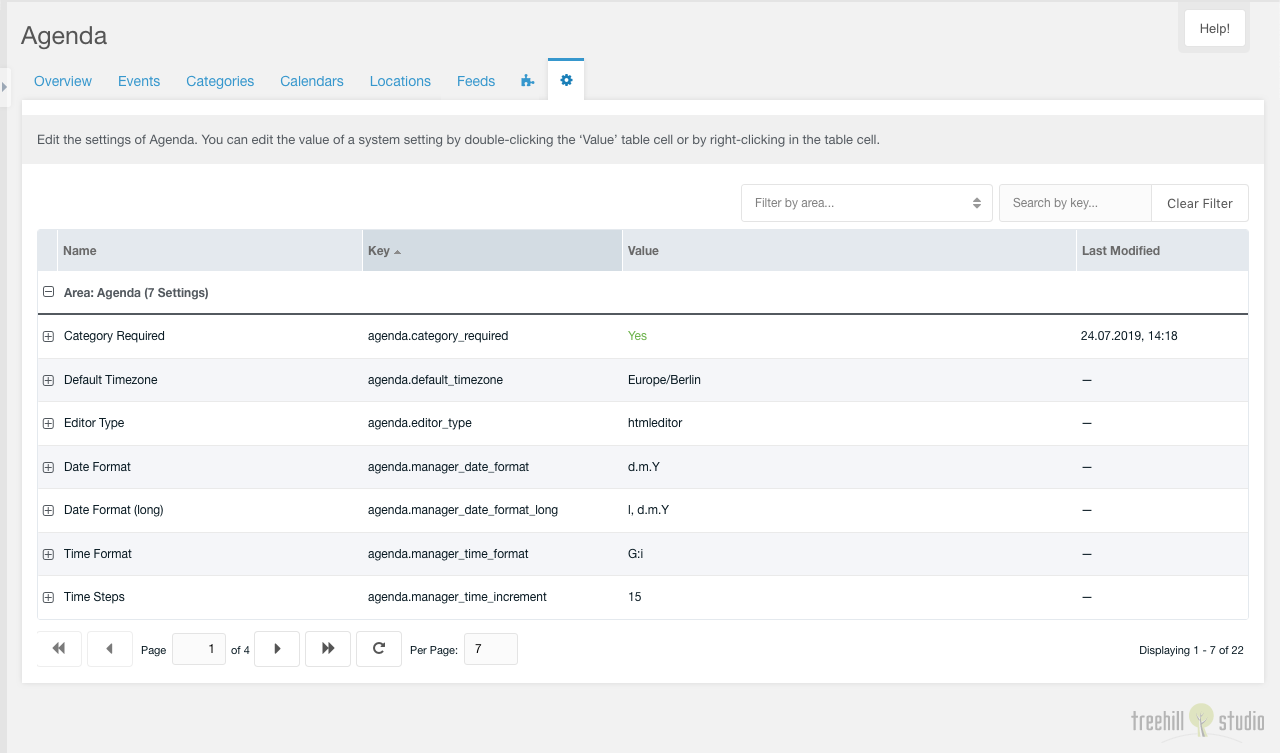 Agenda
Help!
Overview Events Categories Calendars Locations Feeds
Edit the settings of Agenda. You can edit the value of a system setting by double-clicking the ‘Value’ table cell or by right-clicking in the table cell.
Filter by area... Search by key... Clear Filter
Name Key Value Last Modified
Area: Agenda (7 Settings)
Category Required agenda.category_required Yes 24.07.2019, 14:18
Default Timezone agenda.default_timezone Europe/Berlin —
Editor Type agenda.editor_type htmleditor —
Date Format agenda.manager_date_format d.m.Y —
Date Format (long) agenda.manager_date_format_long l, d.m.Y —
Time Format agenda.manager_time_format G:i —
Time Steps agenda.manager_time_increment 15 —
Page 1 of 4 Per Page: 7 Displaying 1 - 7 of 22
treehill studio